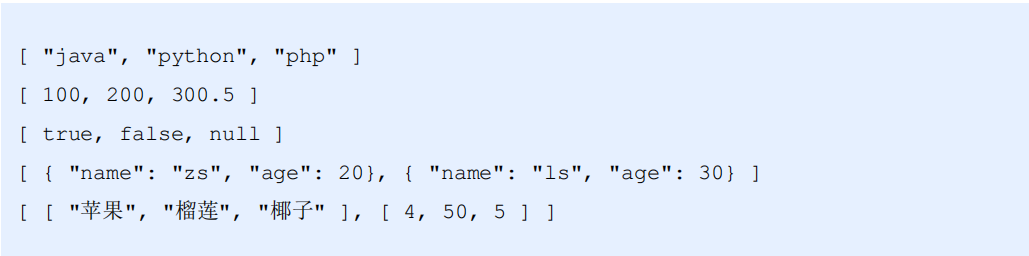 [ "java", "python", "php" ]
[ 100, 200, 300.5 ]
[ true, false, null ]
[ { "name": "zs", "age": 20}, { "name": "ls", "age": 30} ]
[ [ "苹果", "榴莲", "椰子" ], [ 4, 50, 5 ] ]